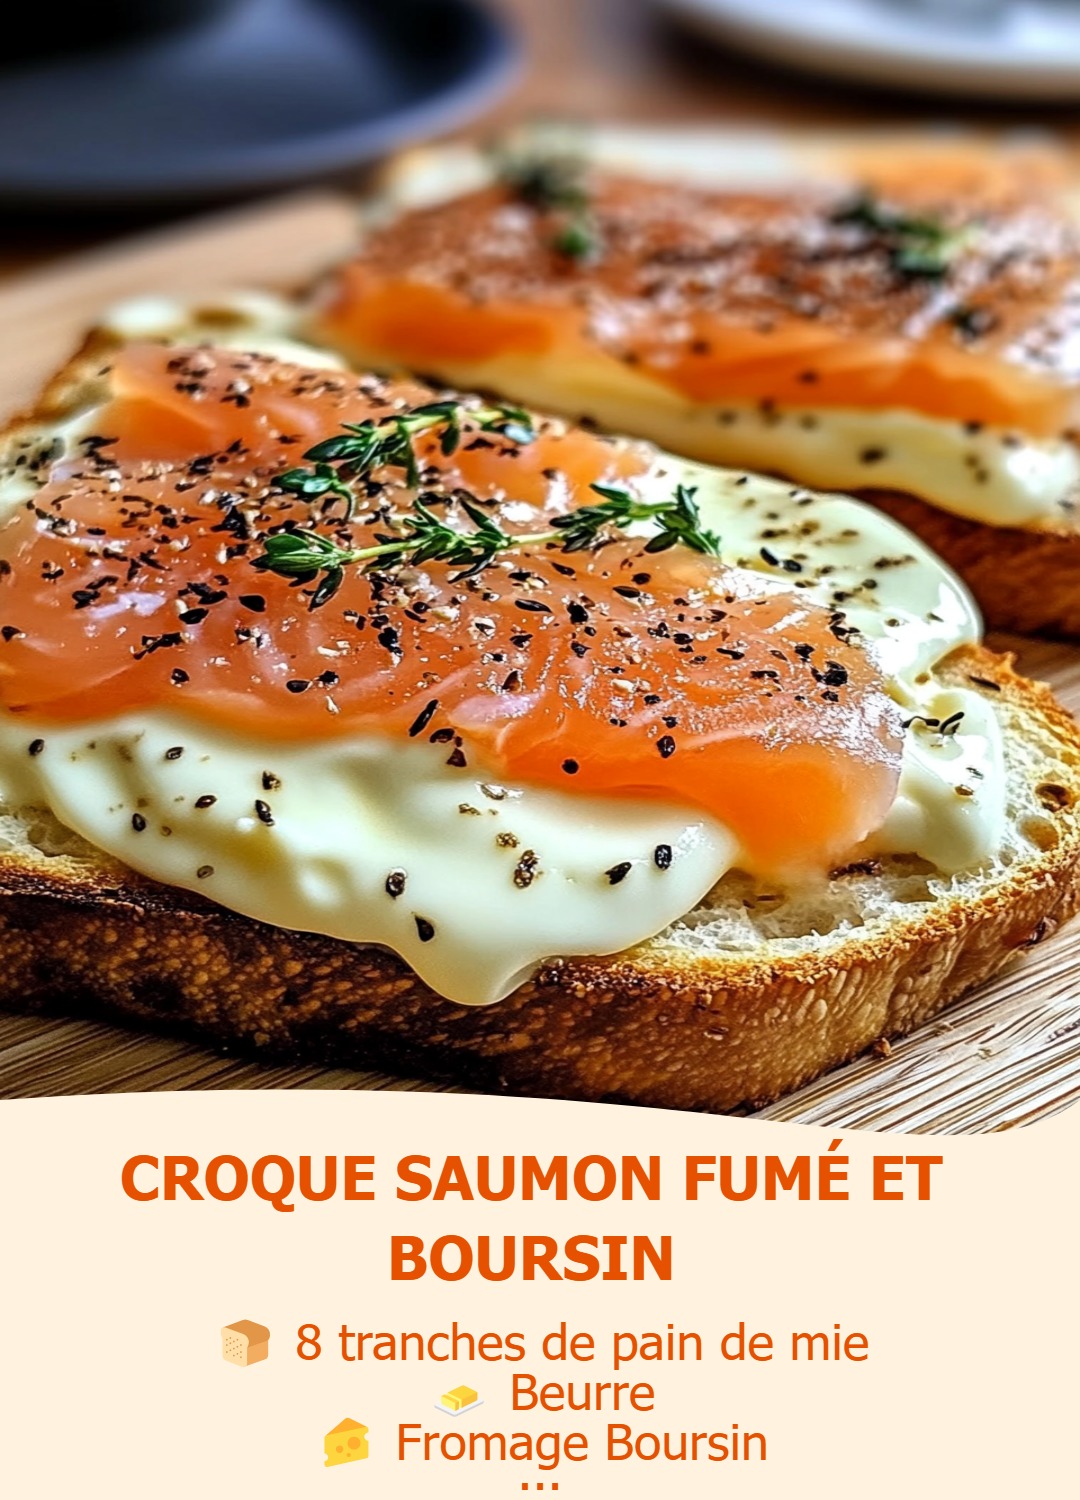 CROQUE SAUMON FUMÉ ET
BOURSIN
8 tranches de pain de mie
Beurre
Fromage Boursin
...